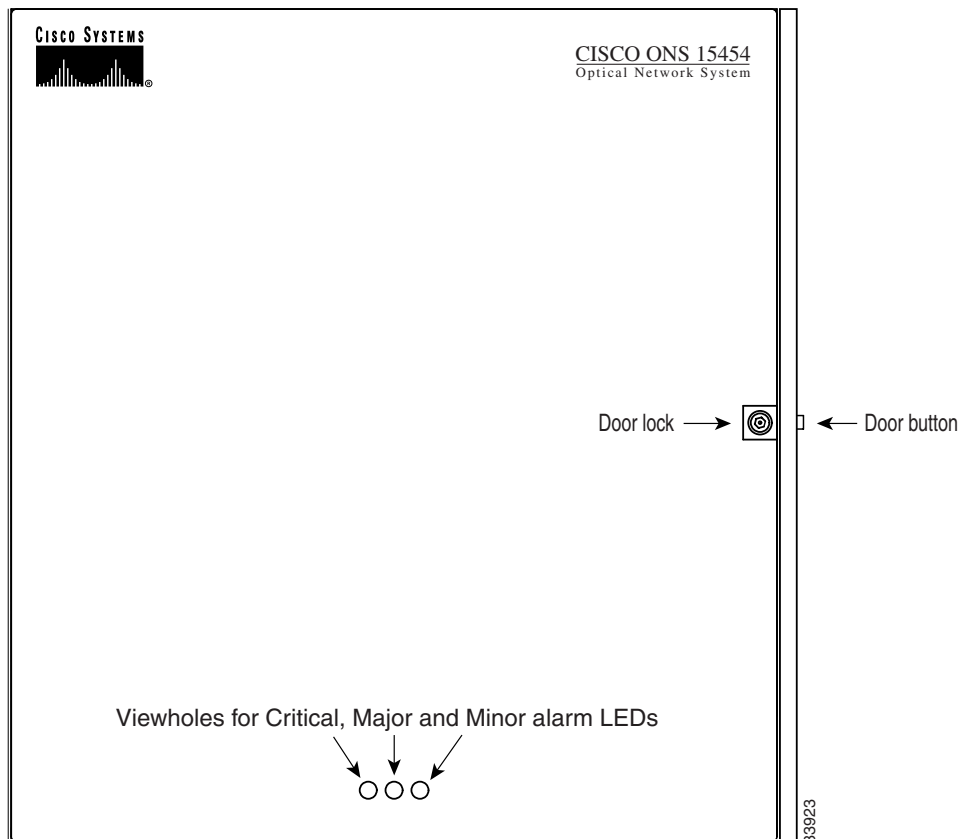 CISCO SYSTEMS
®
CISCO ONS 15454
Optical Network System
Door lock
Door button
Viewholes for Critical, Major and Minor alarm LEDs